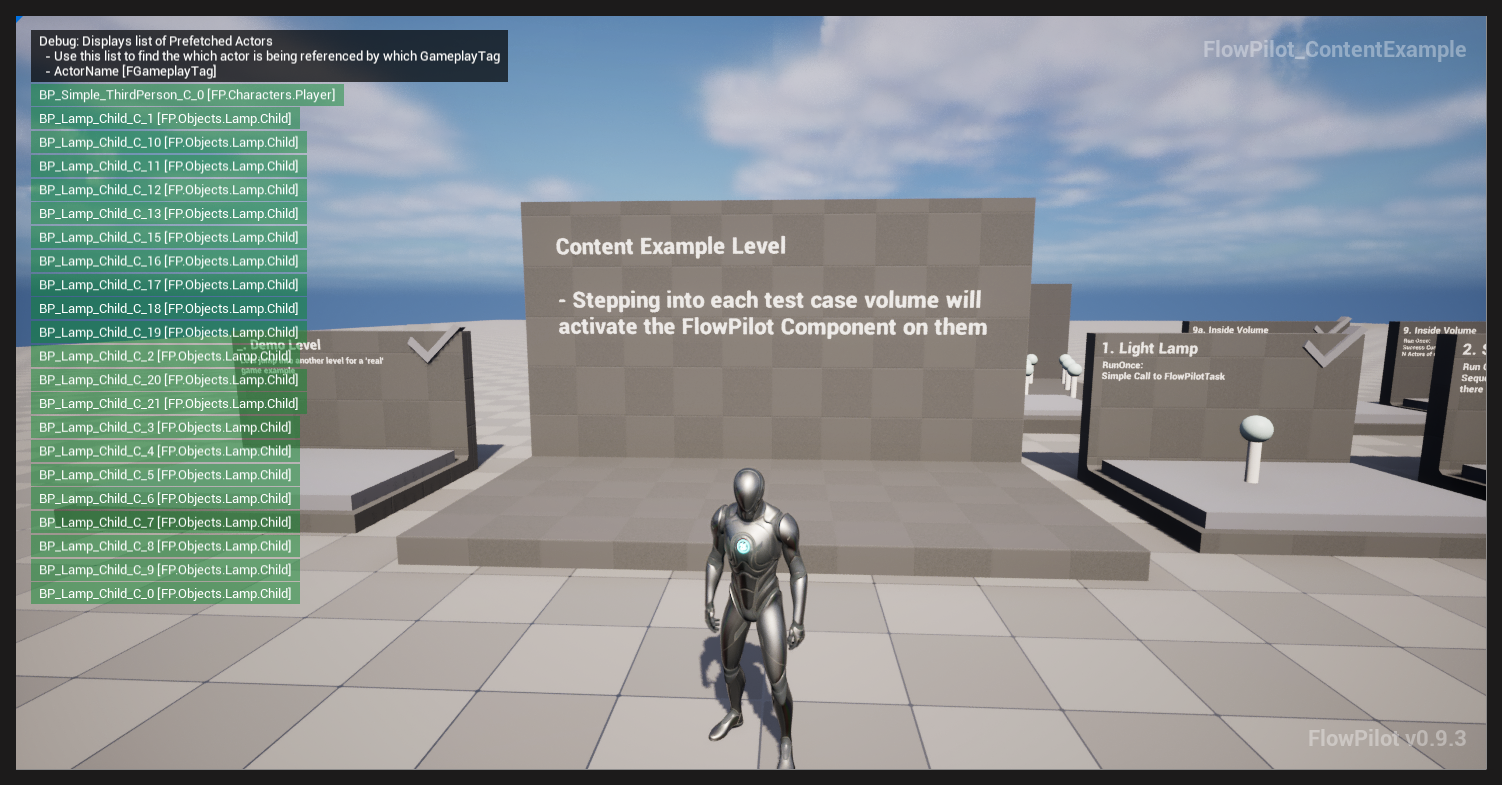 Debug: Displays list of Prefetched Actors
- Use this list to find the which actor is being referenced by which GameplayTag
- ActorName [FGameplayTag]
FlowPilot_ContentExample
BP_Simple_ThirdPerson_C_0 [FP.Characters.Player]
BP_Lamp_Child_C_1 [FP.Objects.Lamp.Child]
BP_Lamp_Child_C_10 [FP.Objects.Lamp.Child]
BP_Lamp_Child_C_11 [FP.Objects.Lamp.Child]
BP_Lamp_Child_C_12 [FP.Objects.Lamp.Child]
BP_Lamp_Child_C_13 [FP.Objects.Lamp.Child]
BP_Lamp_Child_C_15 [FP.Objects.Lamp.Child]
BP_Lamp_Child_C_16 [FP.Objects.Lamp.Child]
BP_Lamp_Child_C_17 [FP.Objects.Lamp.Child]
BP_Lamp_Child_C_18 [FP.Objects.Lamp.Child]
BP_Lamp_Child_C_19 [FP.Objects.Lamp.Child]
BP_Lamp_Child_C_2 [FP.Objects.Lamp.Child]
BP_Lamp_Child_C_20 [FP.Objects.Lamp.Child]
BP_Lamp_Child_C_21 [FP.Objects.Lamp.Child]
BP_Lamp_Child_C_3 [FP.Objects.Lamp.Child]
BP_Lamp_Child_C_4 [FP.Objects.Lamp.Child]
BP_Lamp_Child_C_5 [FP.Objects.Lamp.Child]
BP_Lamp_Child_C_6 [FP.Objects.Lamp.Child]
BP_Lamp_Child_C_7 [FP.Objects.Lamp.Child]
BP_Lamp_Child_C_8 [FP.Objects.Lamp.Child]
BP_Lamp_Child_C_9 [FP.Objects.Lamp.Child]
BP_Lamp_Child_C_0 [FP.Objects.Lamp.Child]
Demo Level
another level for a 'real'
game example
Content Example Level
- Stepping into each test case volume will
activate the FlowPilot Component on them
1. Light Lamp
RunOnce:
Simple Call to FlowPilotTask
9a. Inside Volume
9. Inside Volume
Run Once:
Success
N Actors of
2.
Run
there
FlowPilot v0.9.3